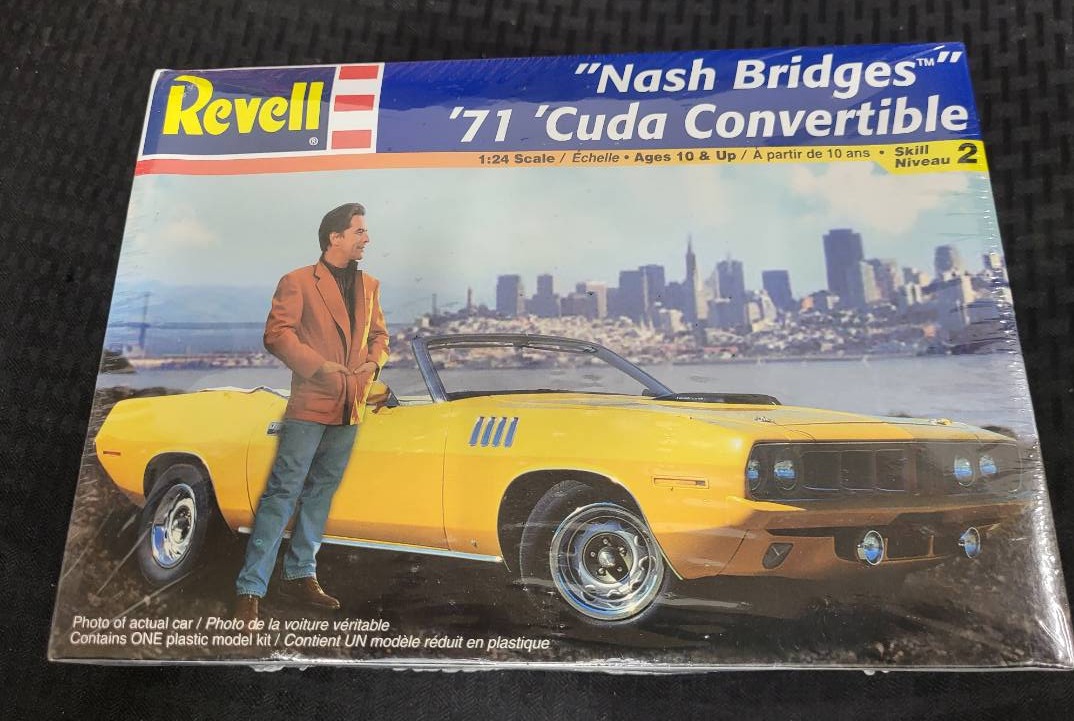 Revell®
"Nash Bridges™"
'71 'Cuda Convertible
1:24 Scale / Échelle • Ages 10 & Up / À partir de 10 ans • Skill Niveau 2
Photo of actual car / Photo de la voiture véritable
Contains ONE plastic model kit / Contient UN modèle réduit en plastique